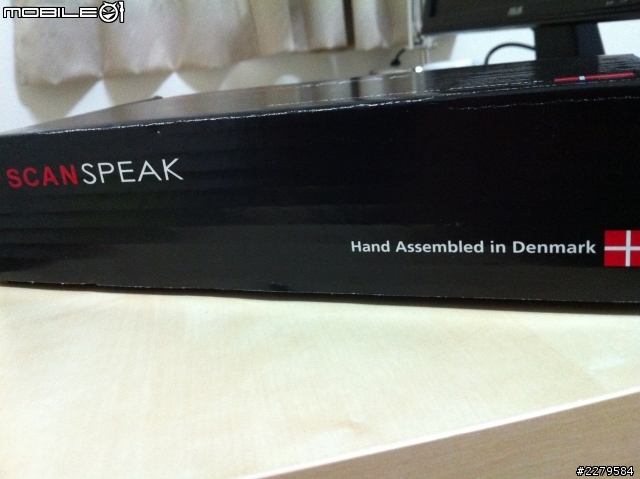 MOBILE01
SCANSPEAK
Hand Assembled in Denmark
#2279584